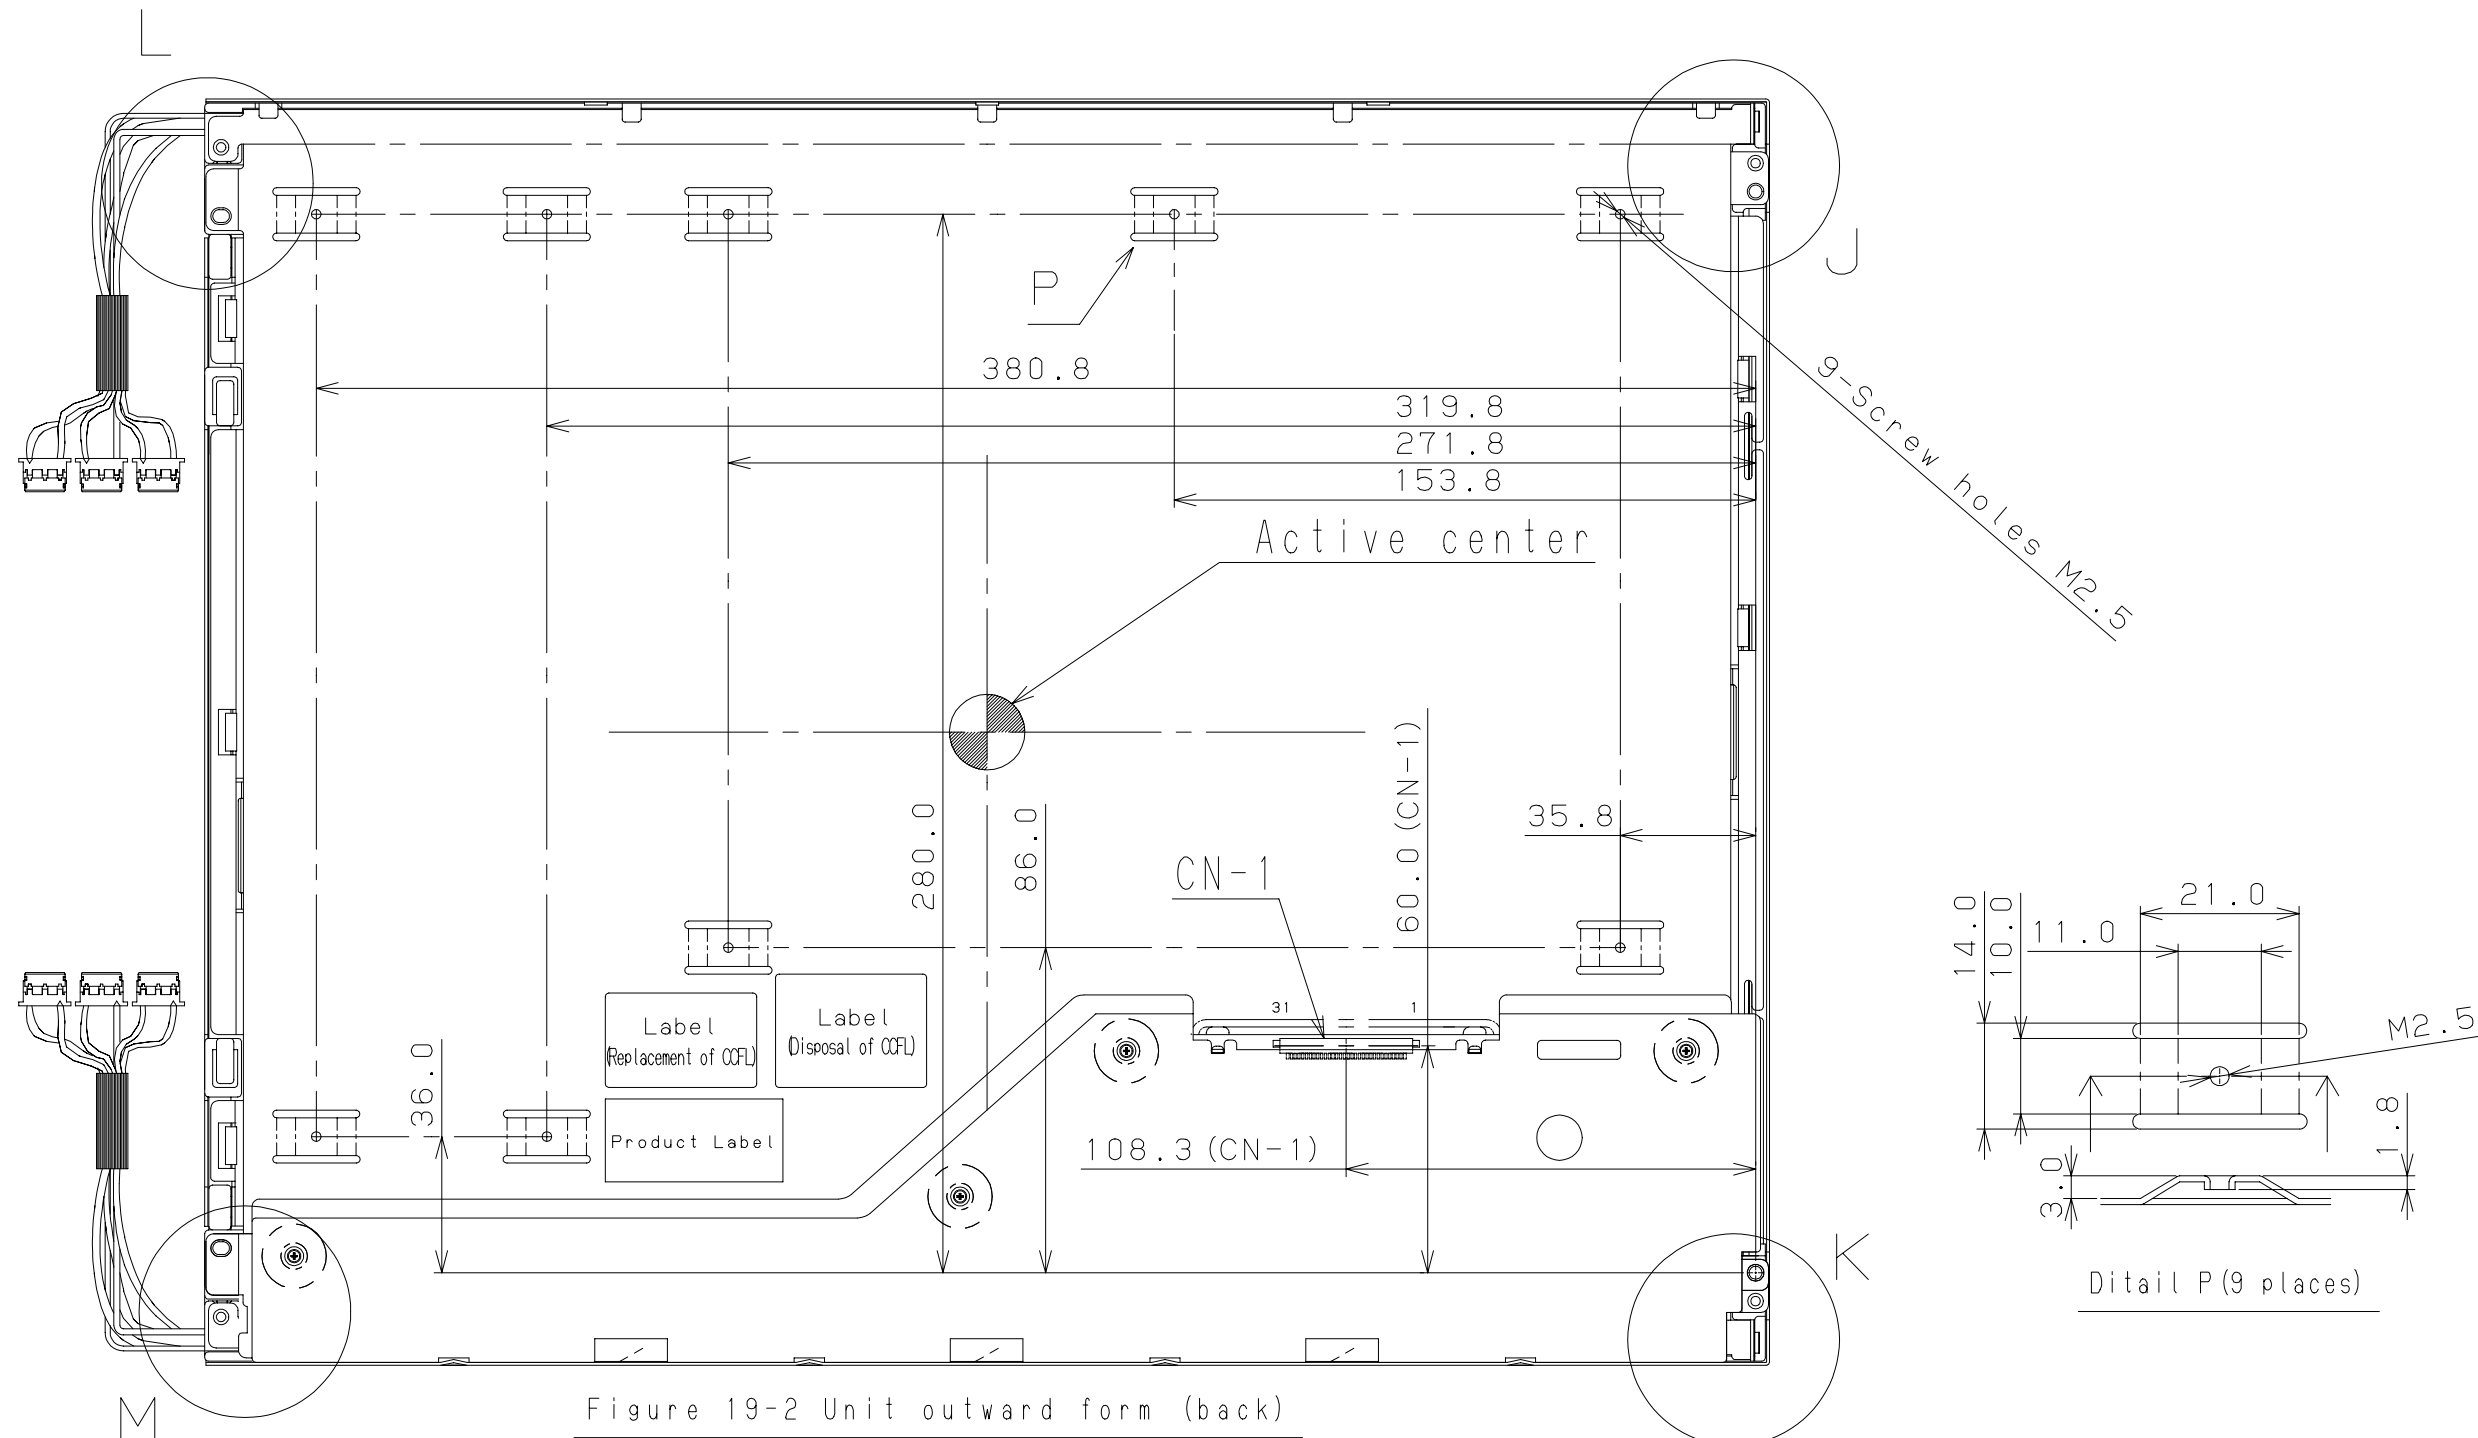 L
J
P
380.8
9-Screw holes M2.5
319.8
271.8
153.8
Active center
60.0 (CN-1)
280.0
86.0
35.8
CN-1
21.0
14.0
10.0
11.0
31
1
Label
(Replacement of CCFL)
Label
(Disposal of CCFL)
M2.5
36.0
1.8
Product Label
108.3 (CN-1)
3.0
K
Ditail P (9 places)
M
Figure 19-2 Unit outward form (back)